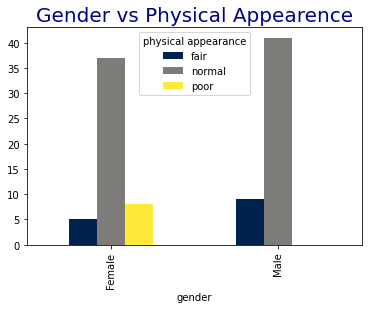 Gender vs Physical Appearence
physical appearance
fair
normal
poor
40
35
30
25
20
15
10
5
0
Female
Male
gender